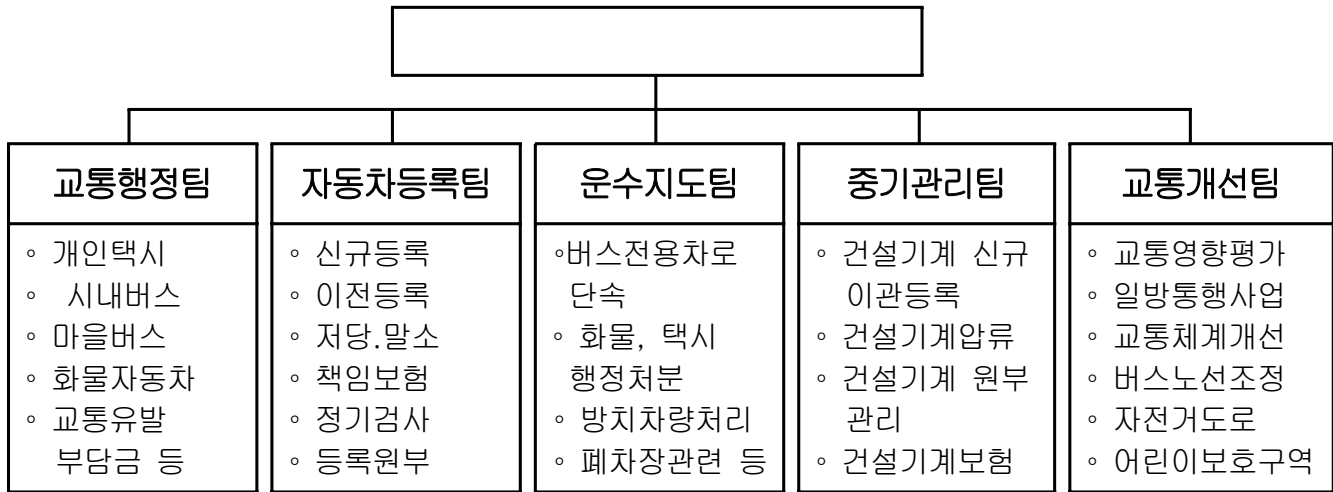 교통행정팀
◦ 개인택시
◦ 시내버스
◦ 마을버스
◦ 화물자동차
◦ 교통유발
부담금 등
자동차등록팀
◦ 신규등록
◦ 이전등록
◦ 저당.말소
◦ 책임보험
◦ 정기검사
◦ 등록원부
운수지도팀
◦버스전용차로
단속
◦ 화물, 택시
행정처분
◦ 방치차량처리
◦ 폐차장관련 등
중기관리팀
◦ 건설기계 신규
이관등록
◦ 건설기계압류
◦ 건설기계 원부
관리
◦ 건설기계보험
교통개선팀
◦ 교통영향평가
◦ 일방통행사업
◦ 교통체계개선
◦ 버스노선조정
◦ 자전거도로
◦ 어린이보호구역